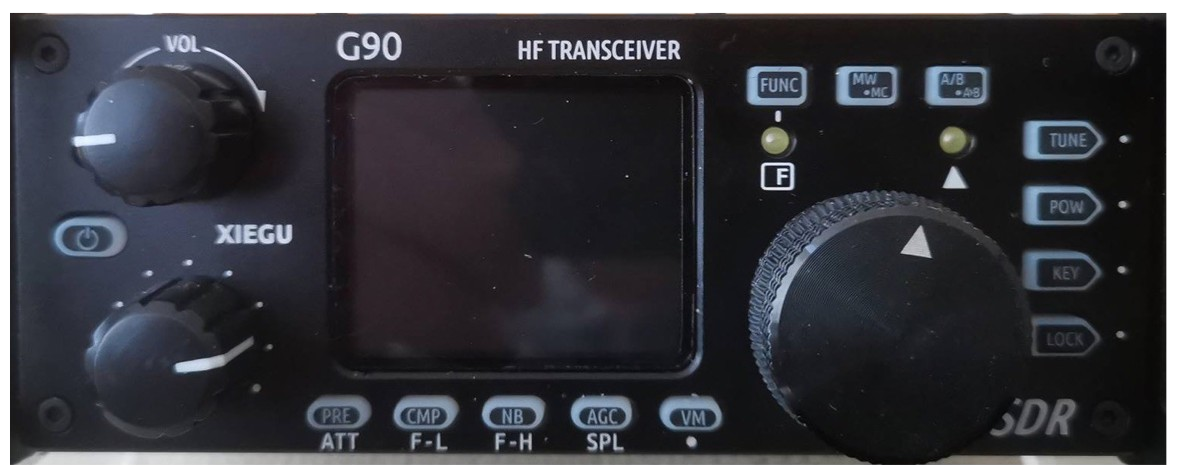 VOL
G90
HF TRANSCEIVER
FUNC
MW
•MC
A/B
•A›B
F
TUNE
XIEGU
POW
KEY
LOCK
PRE
CMP
NB
AGC
VM
ATT
F-L
F-H
SPL
SDR